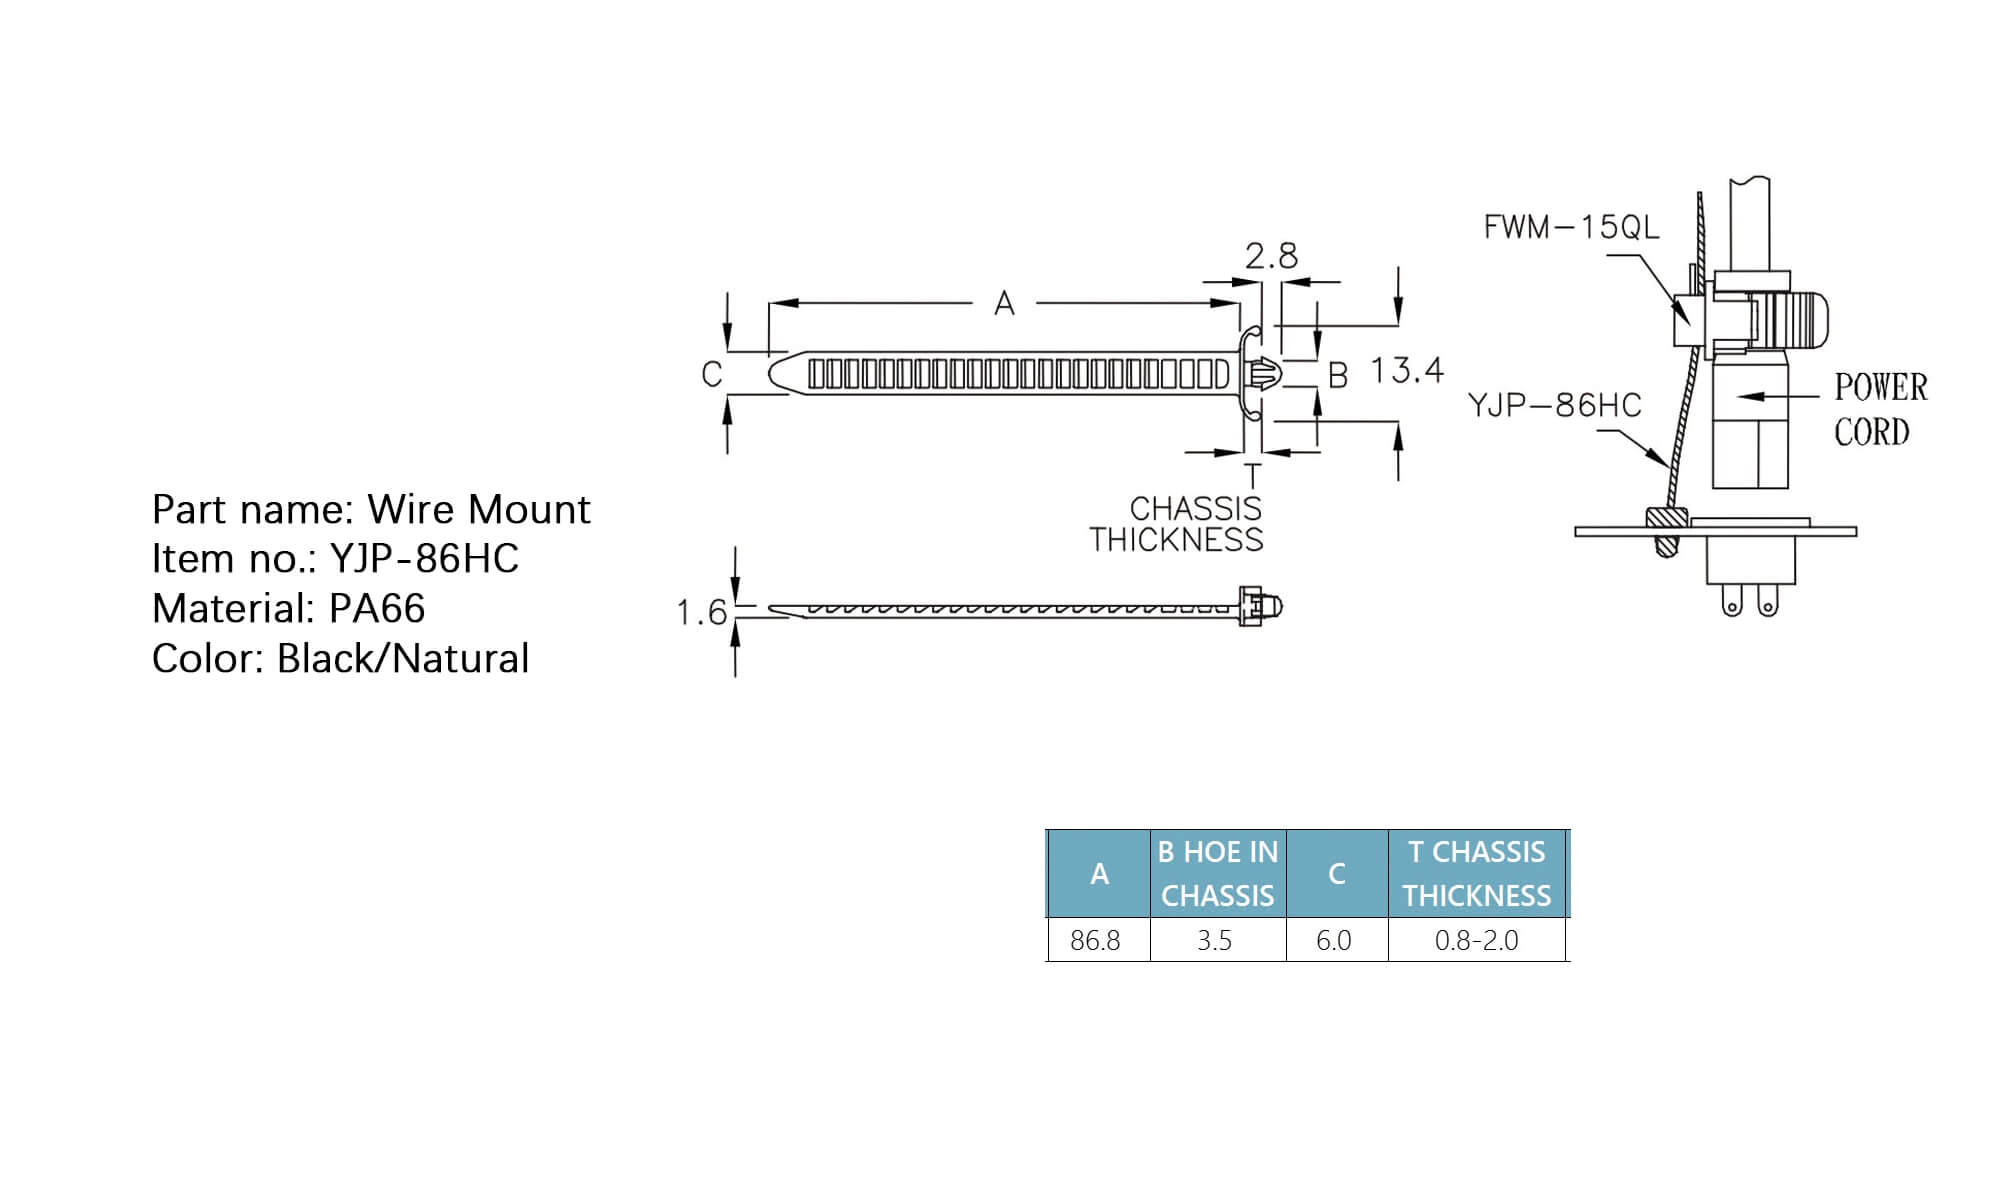 Part name: Wire Mount
Item no.: YJP-86HC
Material: PA66
Color: Black/Natural
2.8
A
C
B
13.4
T
CHASSIS
THICKNESS
1.6
FWM-15QL
YJP-86HC
POWER
CORD
A
B HOE IN
CHASSIS
C
T CHASSIS
THICKNESS
86.8
3.5
6.0
0.8-2.0